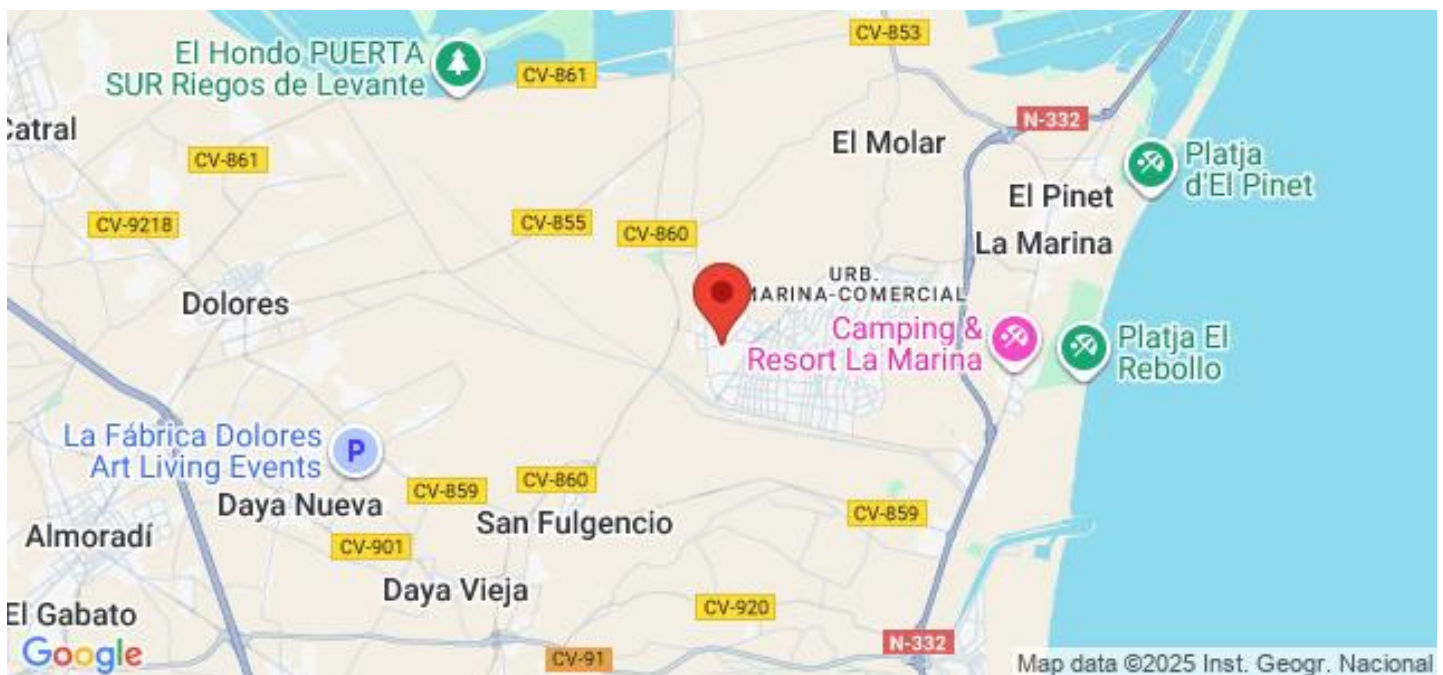 CV-853
El Hondo PUERTA
SUR Riegos de Levante
CV-861
N-332
Catral
El Molar
CV-861
Platja
d'El Pinet
El Pinet
CV-9218
CV-855
CV-860
La Marina
URB.
MARINA-COMERCIAL
Dolores
Camping &
Resort La Marina
Platja El
Rebollo
La Fábrica Dolores
Art Living Events
P
CV-859
CV-860
Daya Nueva
San Fulgencio
CV-859
Almoradí
CV-901
Daya Vieja
CV-920
El Gabato
N-332
Google
CV-91
Map data ©2025 Inst. Geogr. Nacional